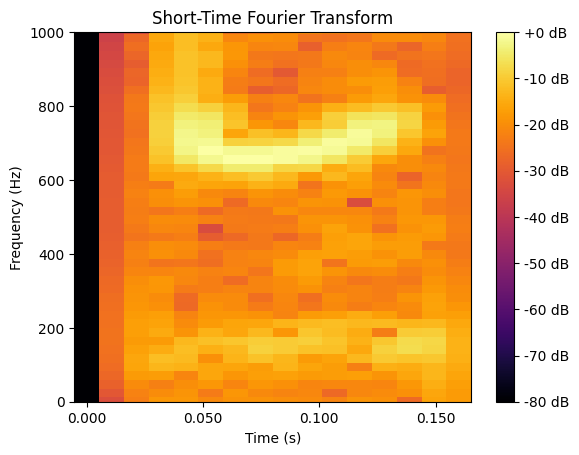 Short-Time Fourier Transform
Frequency (Hz)
1000
800
600
400
200
0
0.000
0.050
0.100
0.150
Time (s)
+0 dB
-10 dB
-20 dB
-30 dB
-40 dB
-50 dB
-60 dB
-70 dB
-80 dB